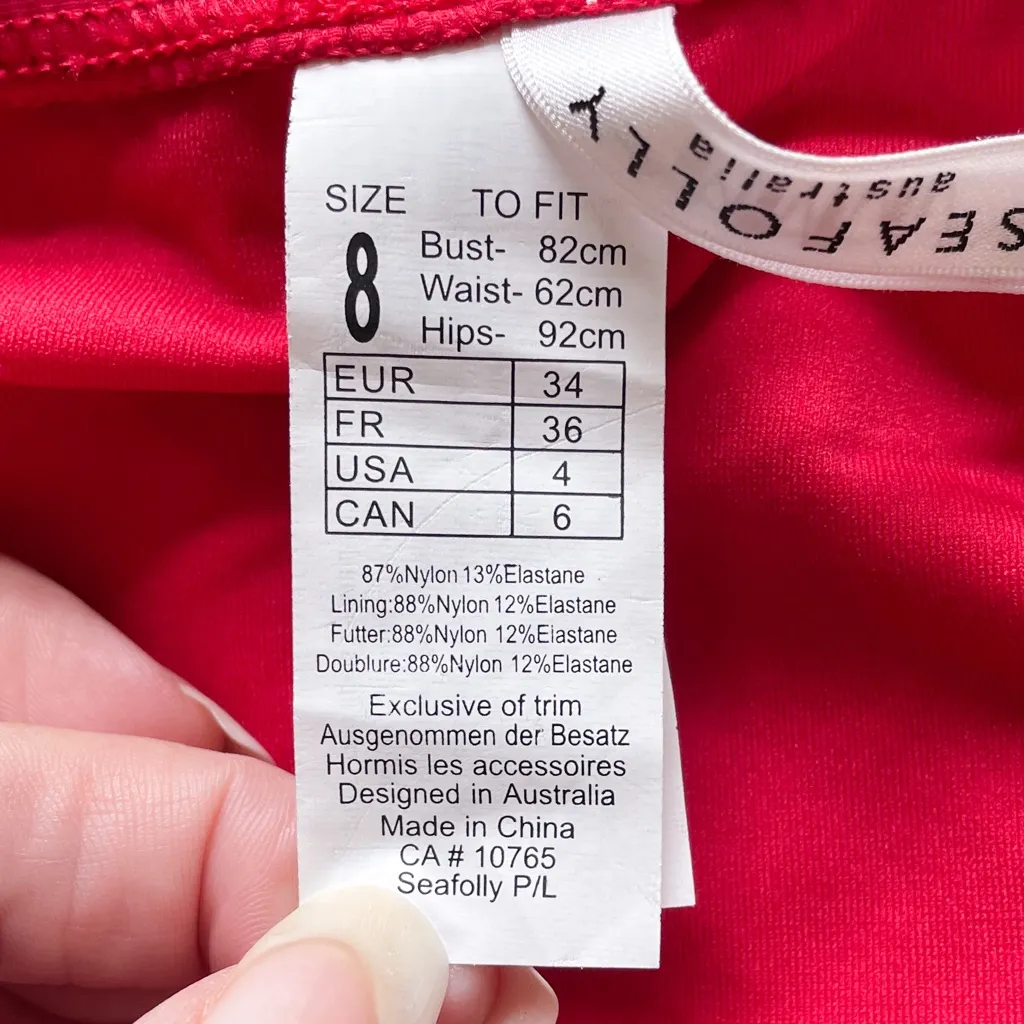 SEAFOLLY
australia
SIZE TO FIT
8
Bust- 82cm
Waist- 62cm
Hips- 92cm
EUR 34
FR 36
USA 4
CAN 6
87%Nylon 13%Elastane
Lining:88%Nylon 12%Elastane
Futter:88%Nylon 12%Elastane
Doublure:88%Nylon 12%Elastane
Exclusive of trim
Ausgenommen der Besatz
Hormis les accessoires
Designed in Australia
Made in China
CA # 10765
Seafolly P/L